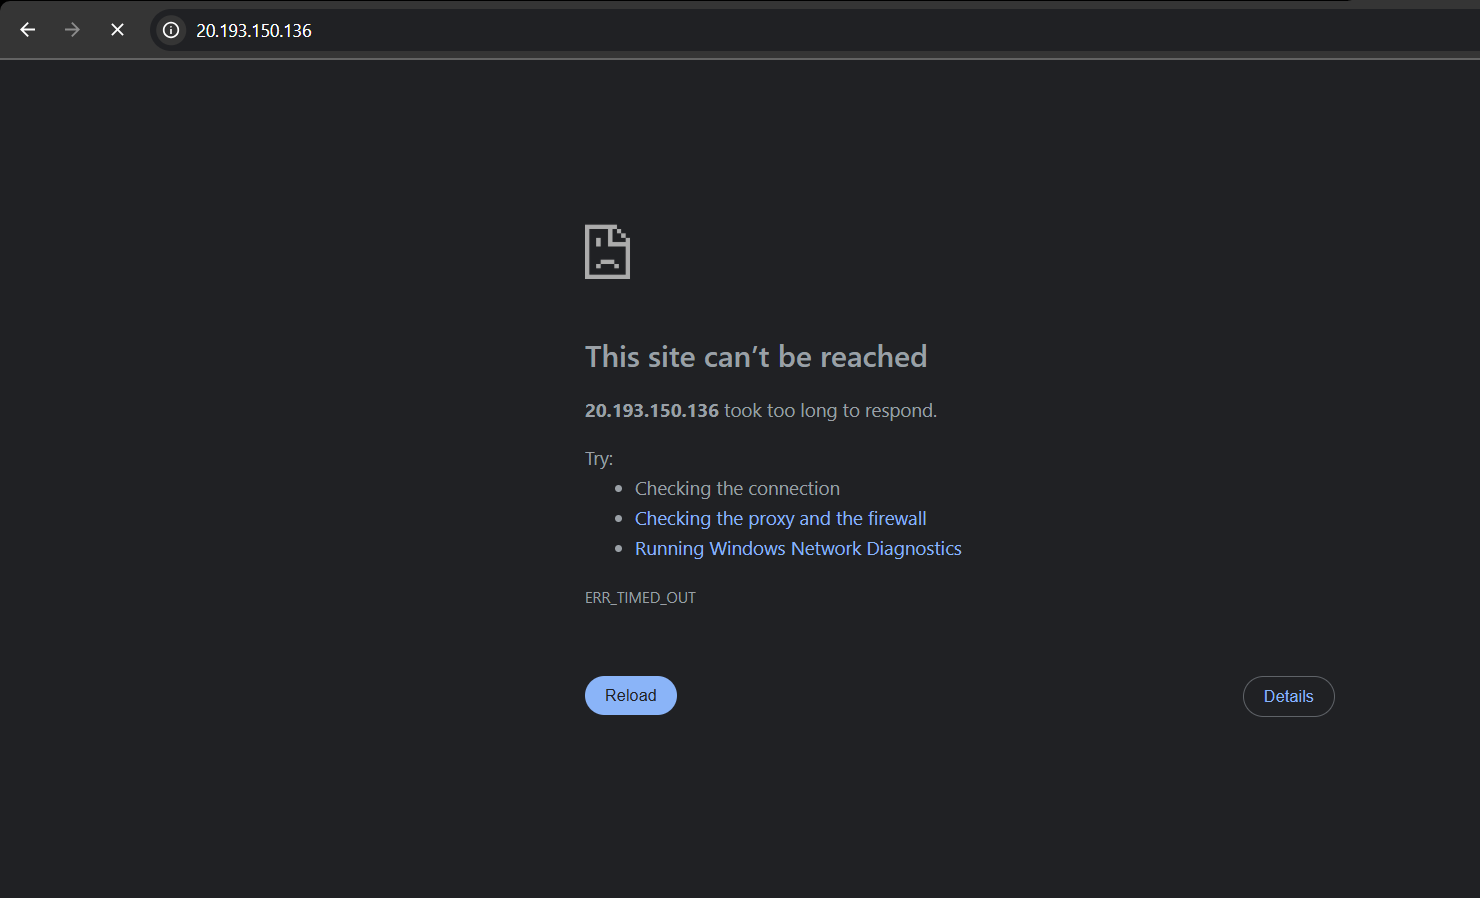 20.193.150.136
This site can’t be reached
20.193.150.136 took too long to respond.
Try:
Checking the connection
Checking the proxy and the firewall
Running Windows Network Diagnostics
ERR_TIMED_OUT
Reload
Details